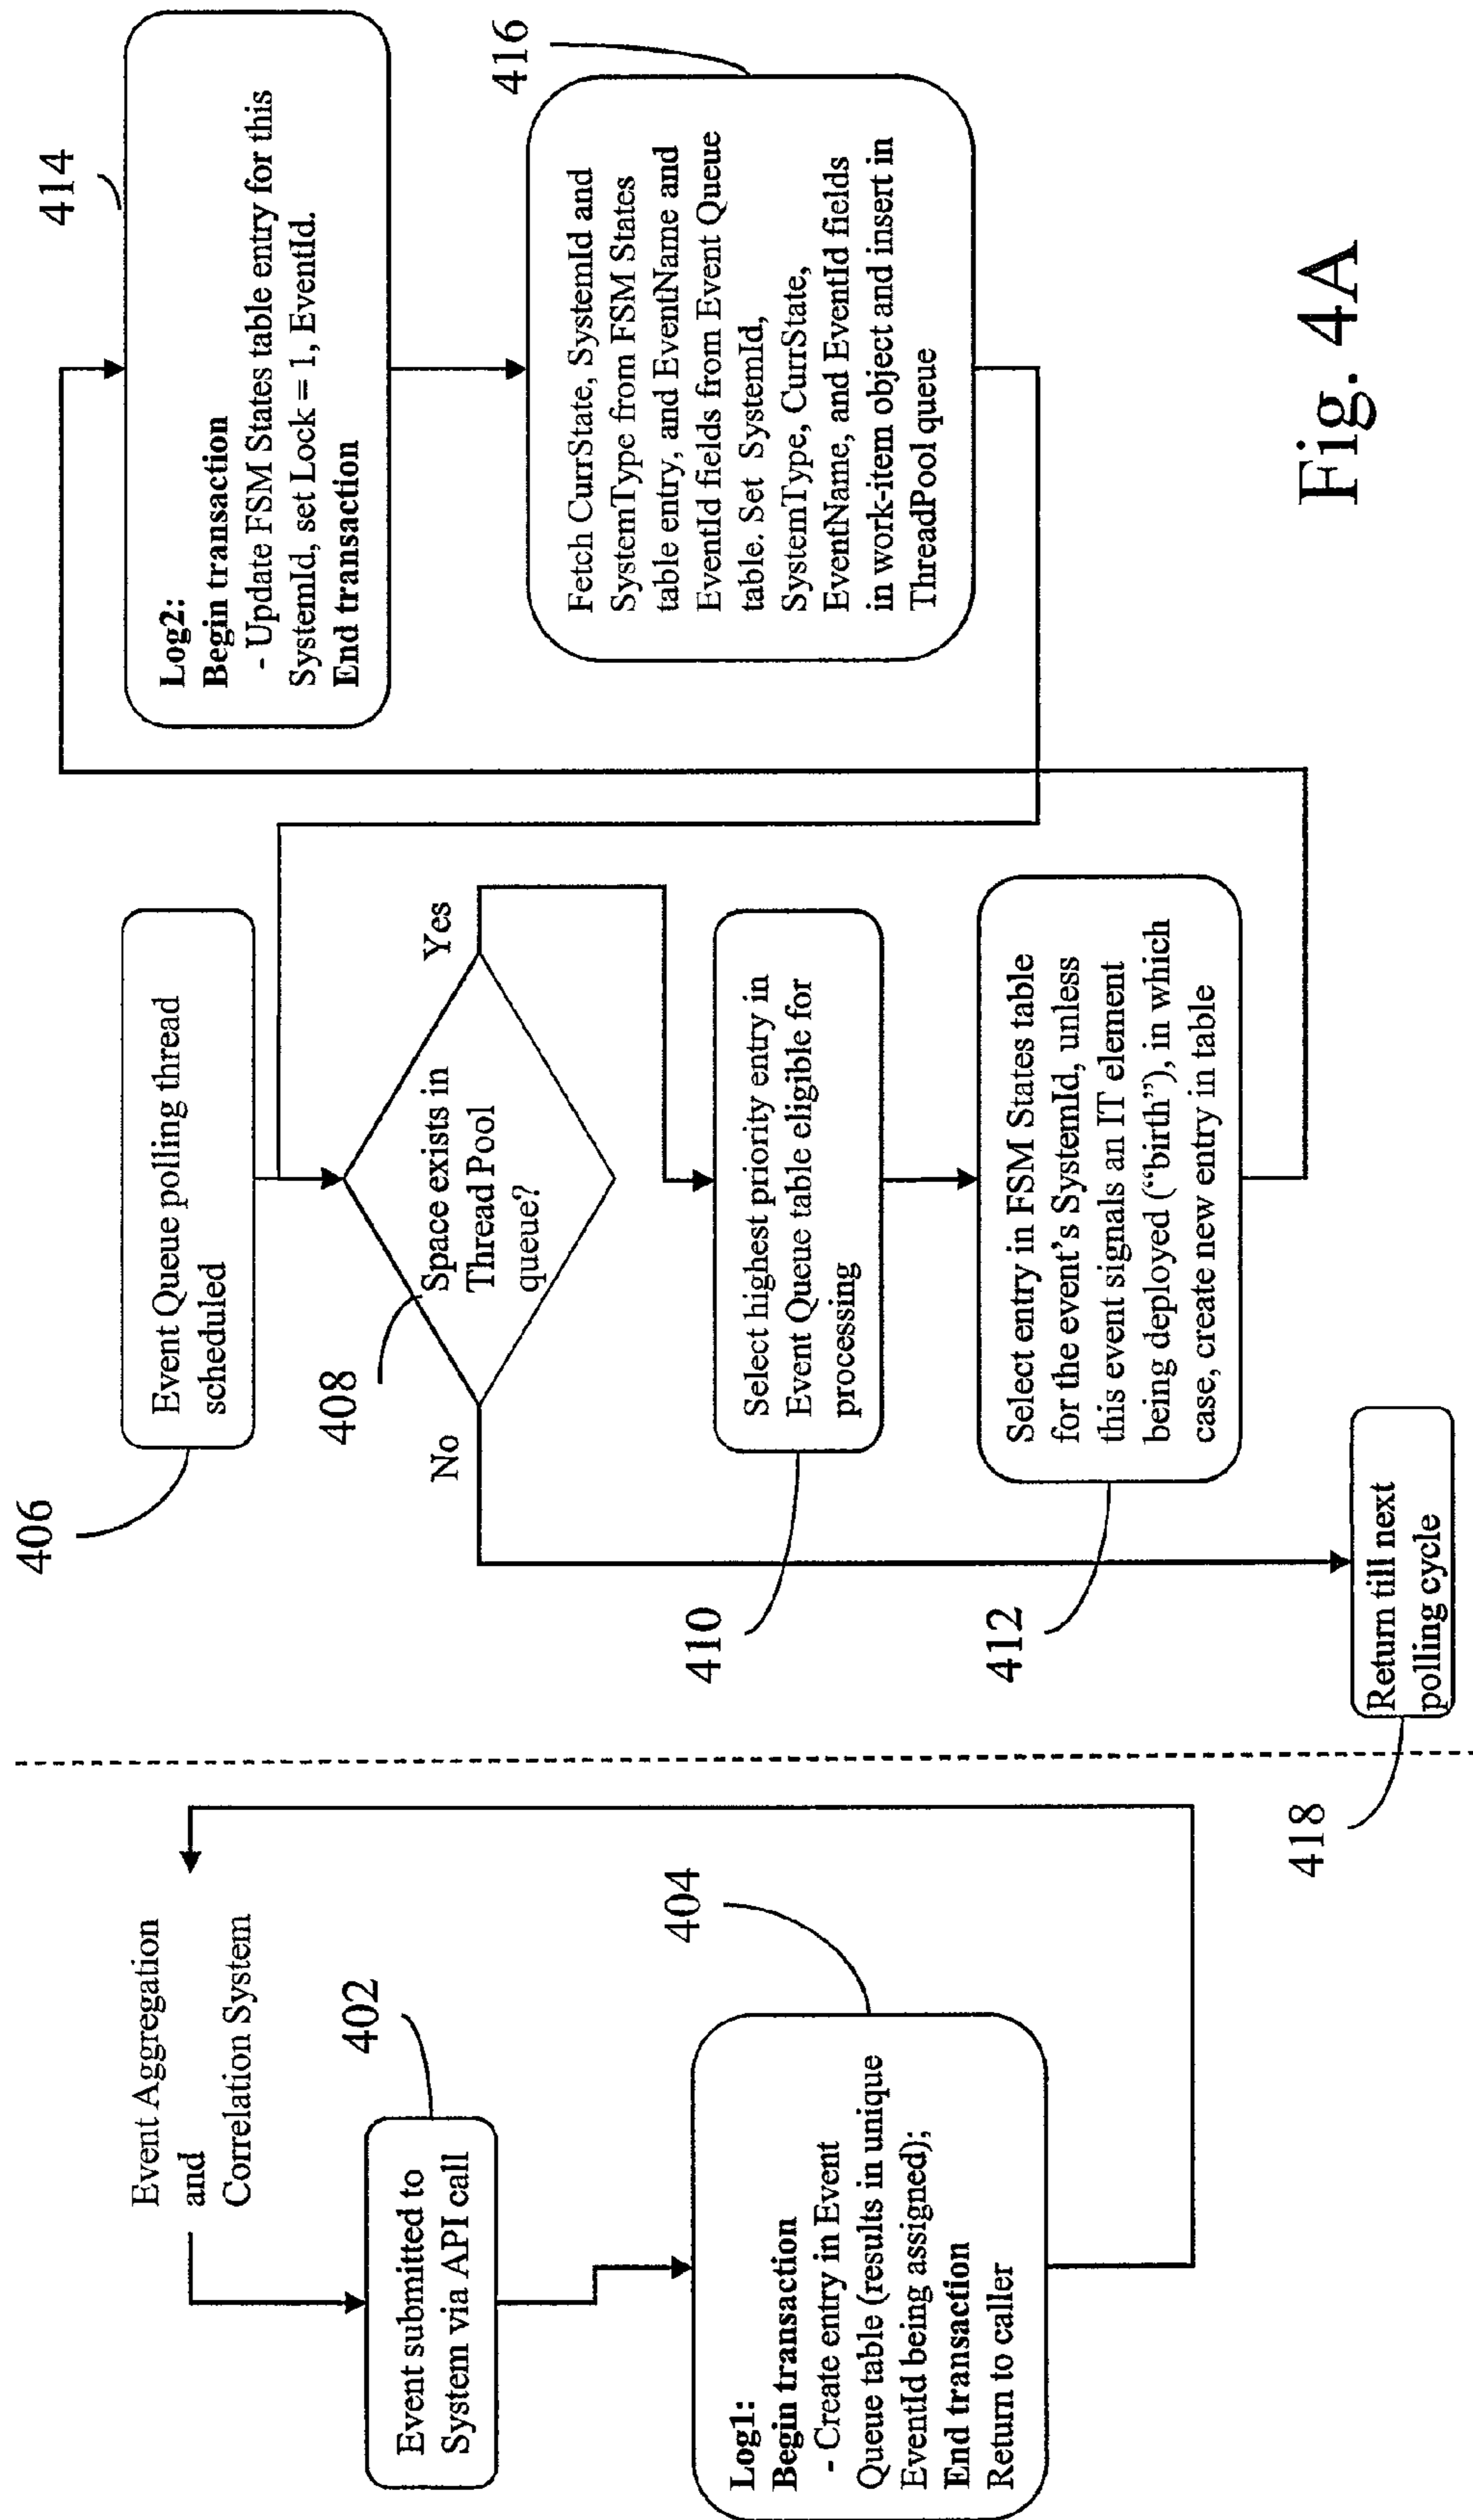 Event Aggregation
and
Correlation System
402
Event submitted to
System via API call
404
Log1:
Begin transaction
- Create entry in Event
Queue table (results in unique
EventId being assigned);
End transaction
Return to caller
406
Event Queue polling thread
scheduled
408
Space exists in
Thread Pool
queue?
Yes
No
410
Select highest priority entry in
Event Queue table eligible for
processing
412
Select entry in FSM States table
for the event's SystemId, unless
this event signals an IT element
being deployed (“birth”), in which
case, create new entry in table
418
Return till next
polling cycle
414
Log2:
Begin transaction
- Update FSM States table entry for this
SystemId, set Lock = 1, EventId.
End transaction
416
Fetch CurrState, SystemId and
SystemType from FSM States
table entry, and EventName and
EventId fields from Event Queue
table. Set SystemId,
SystemType, CurrState,
EventName, and EventId fields
in work-item object and insert in
ThreadPool queue
Fig. 4A